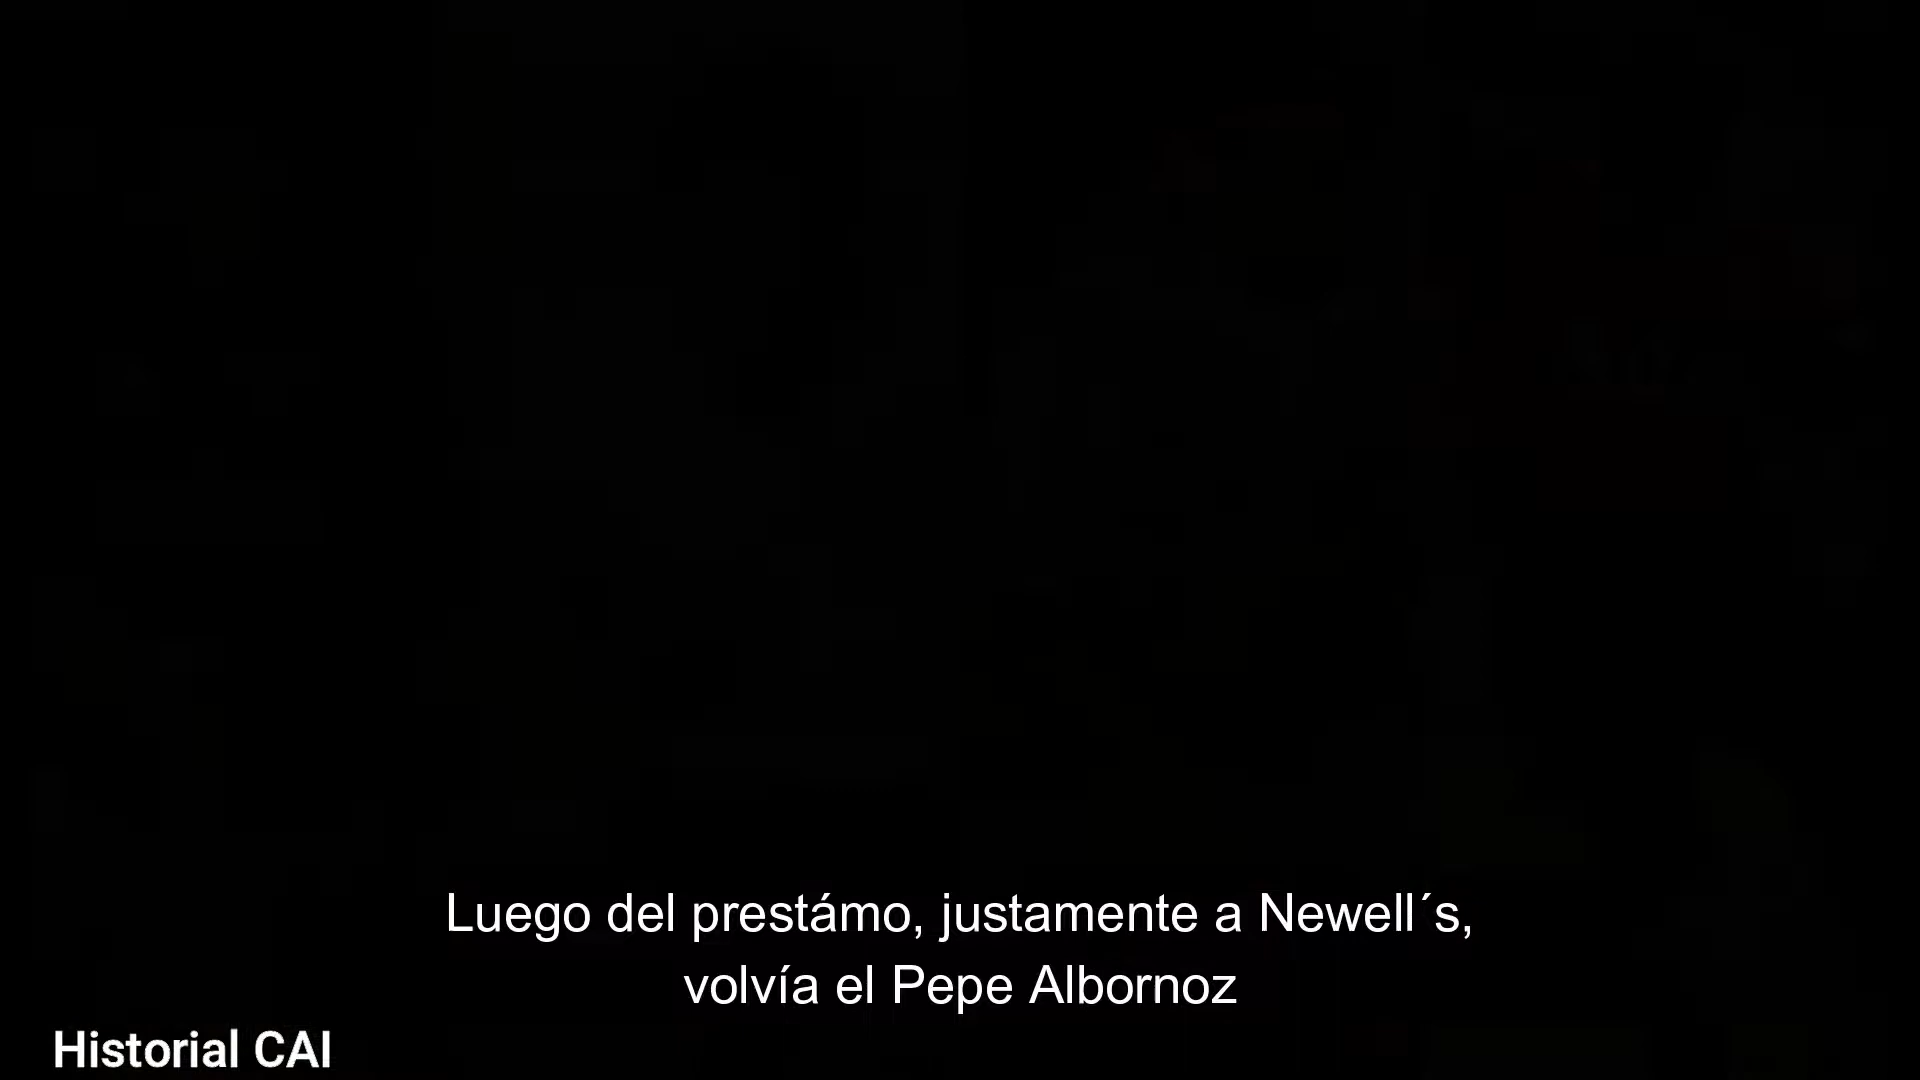 Luego del prestámo, justamente a Newell´s,
volvía el Pepe Albornoz
Historial CAI